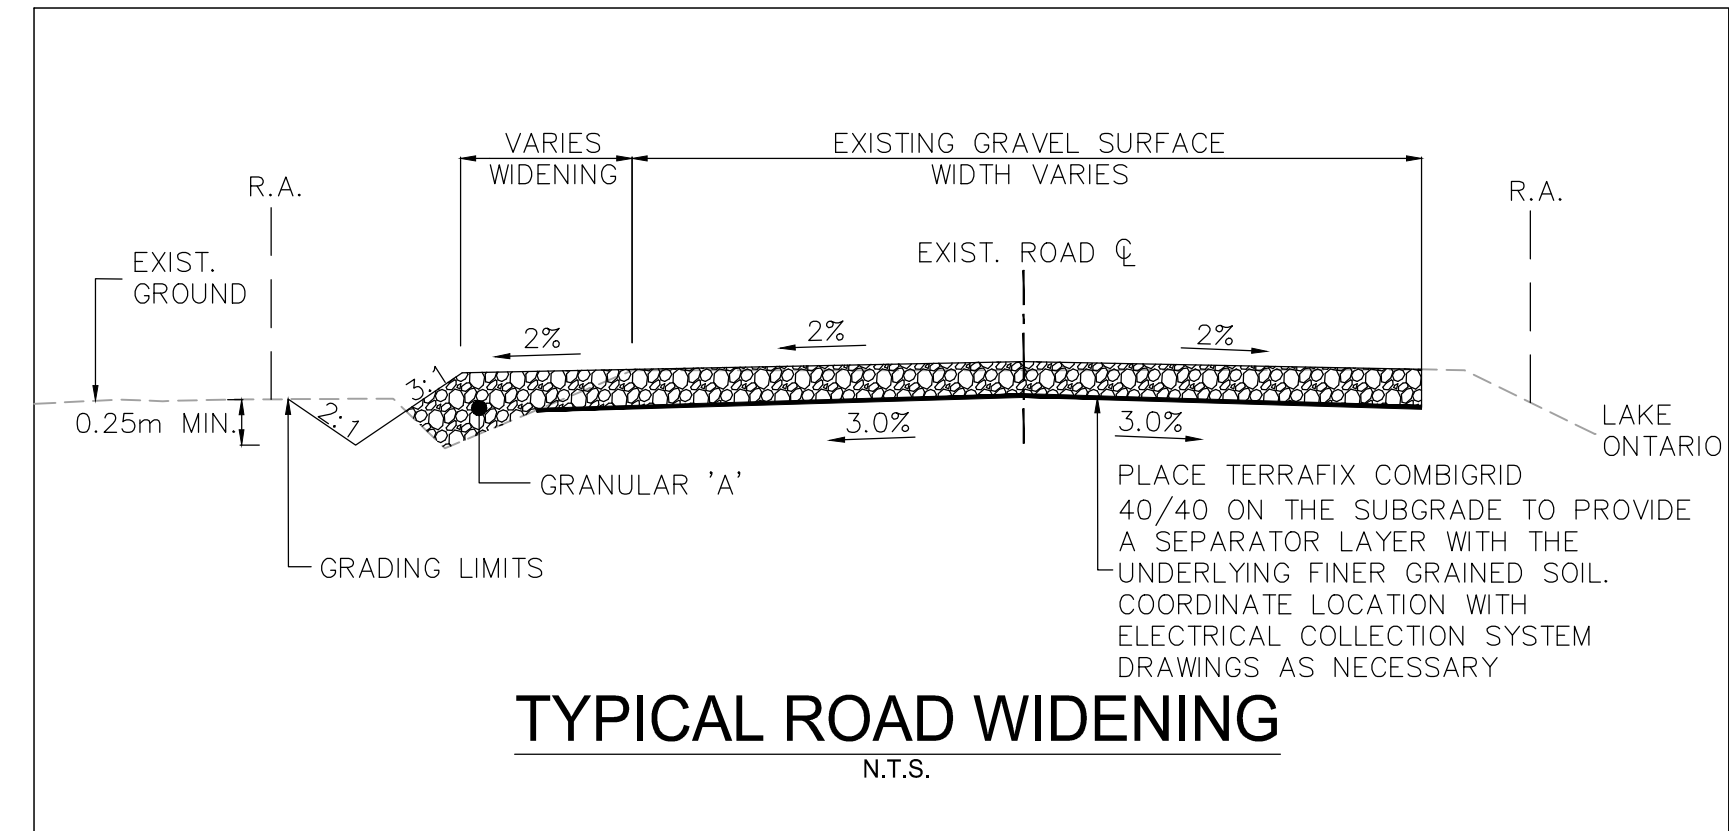 VARIES
WIDENING
EXISTING GRAVEL SURFACE
WIDTH VARIES
R.A.
R.A.
EXIST. ROAD ℄
EXIST.
GROUND
2%
2%
2%
3:1
2:1
0.25m MIN.
3.0%
3.0%
LAKE
ONTARIO
GRANULAR 'A'
GRADING LIMITS
PLACE TERRAFIX COMBIGRID
40/40 ON THE SUBGRADE TO PROVIDE
A SEPARATOR LAYER WITH THE
UNDERLYING FINER GRAINED SOIL.
COORDINATE LOCATION WITH
ELECTRICAL COLLECTION SYSTEM
DRAWINGS AS NECESSARY
TYPICAL ROAD WIDENING
N.T.S.